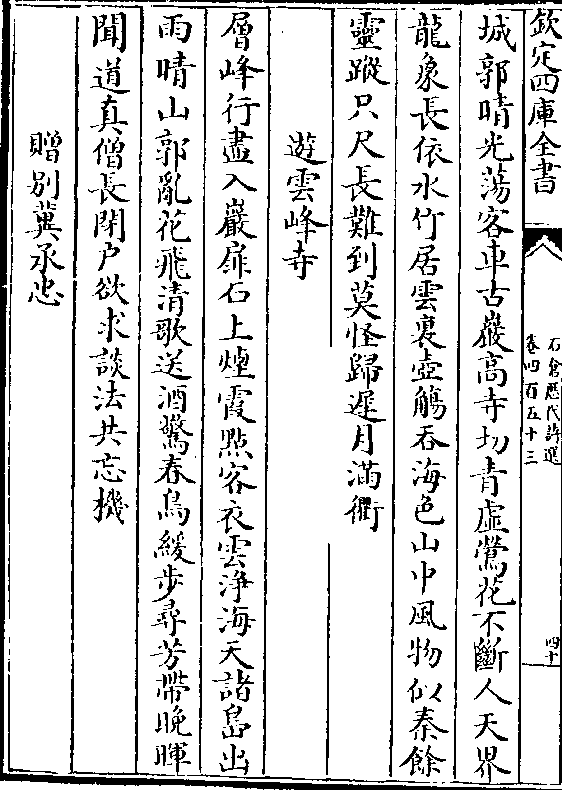 欽定四庫全書
石倉歷代詩選
卷四百五十三
四十
城郭晴光蕩客車古巖高寺切青虛鶯花不斷人天界
龍象長依水竹居雲裏壺觴吞海色山中風物似秦餘
靈蹤只尺長難到莫怪歸遲月滿衢
遊雲峰寺
層峰行盡入巖扉石上煙霞㸃客衣雲淨海天諸島出
雨晴山郭亂花飛清歌送酒驚春鳥緩步尋芳帶晚暉
聞道真僧長閉戶欲求談法共忘機
贈別冀承忠